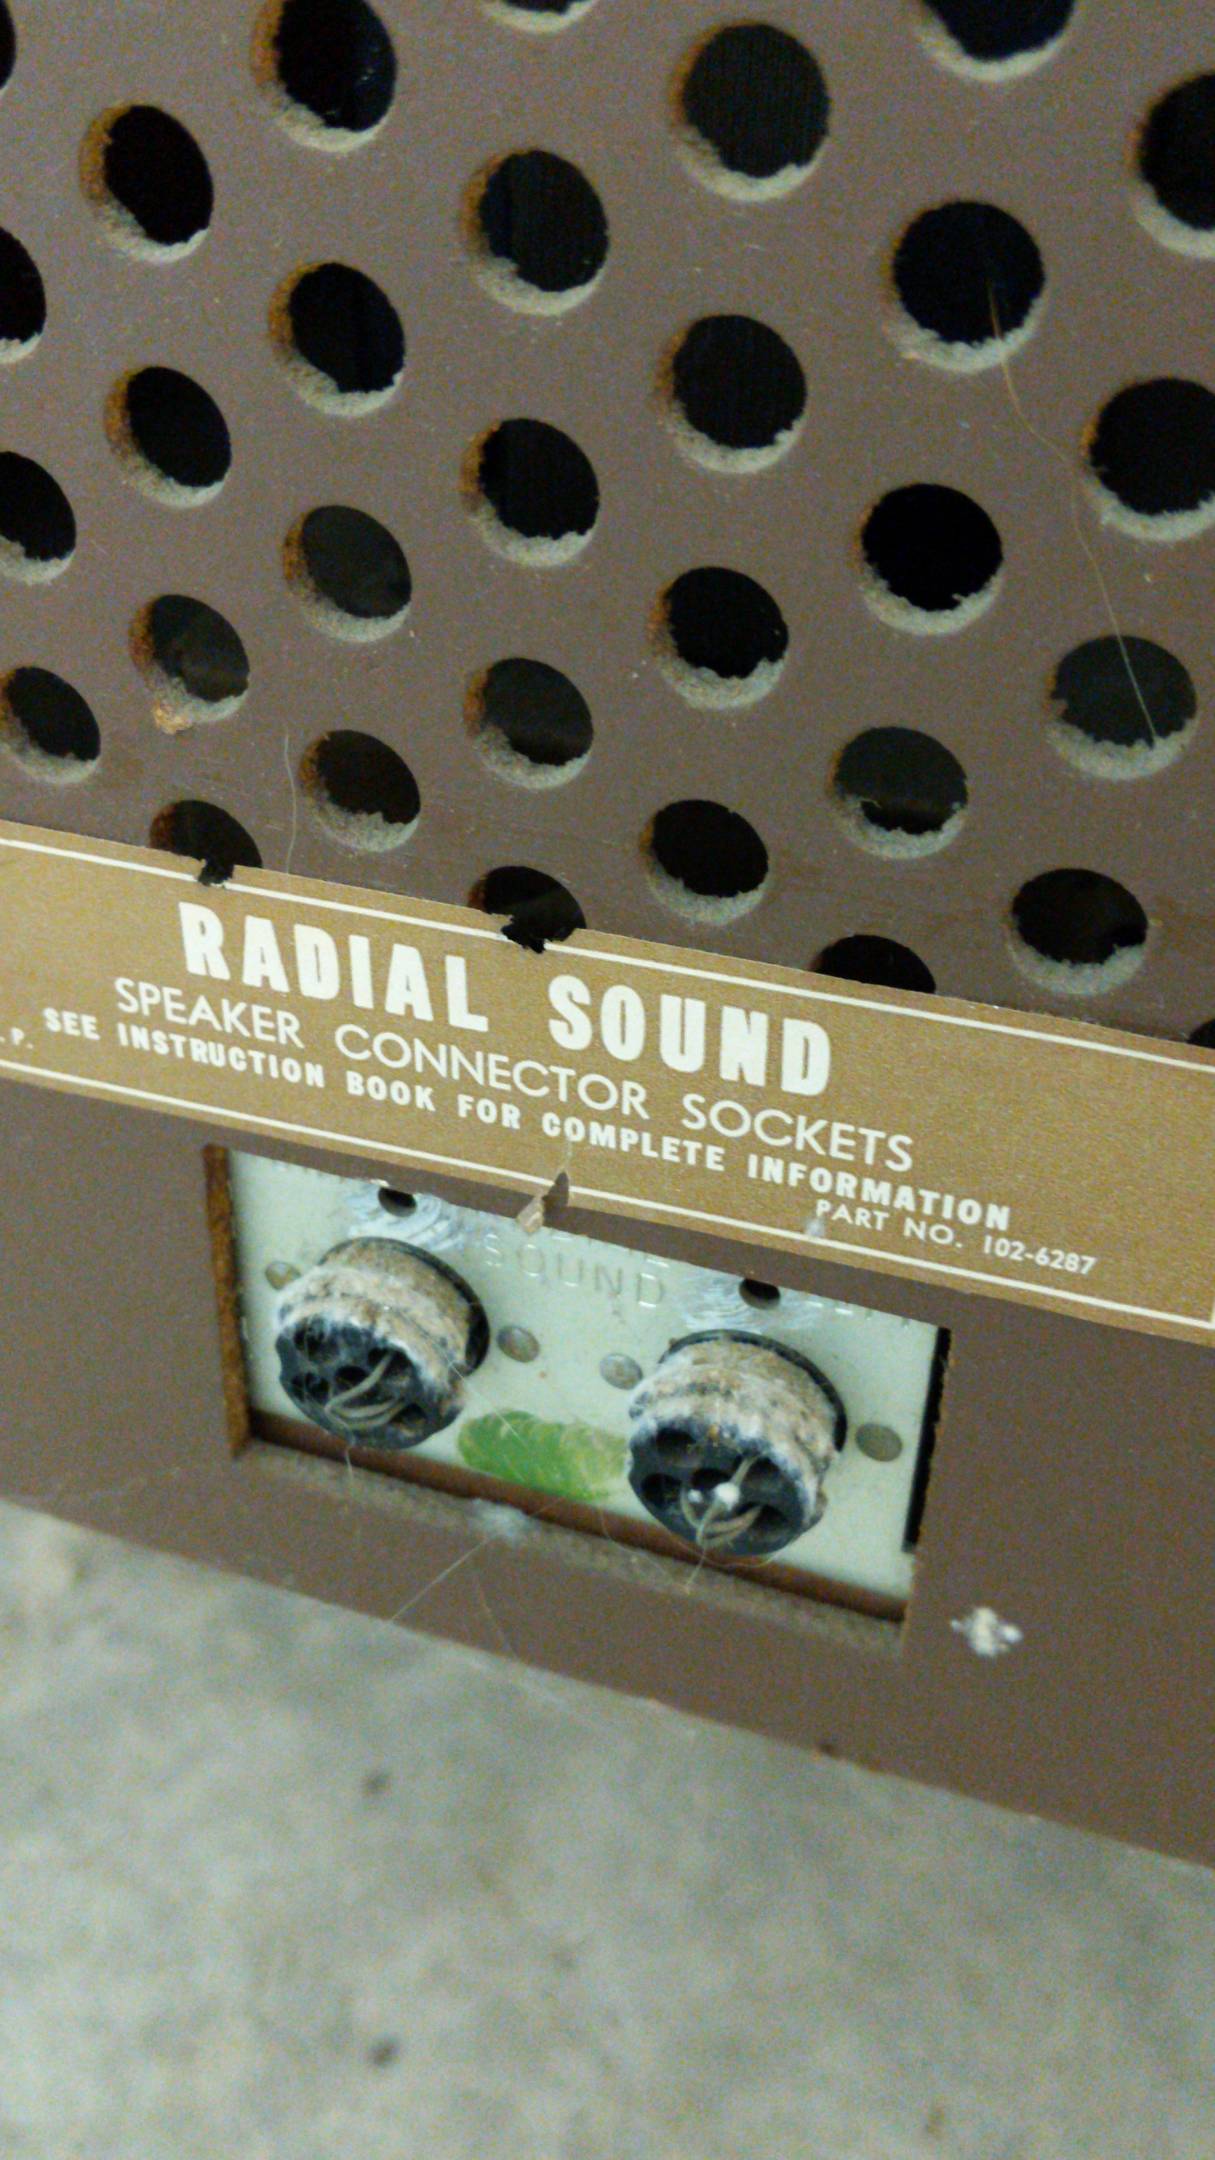 RADIAL SOUND
SPEAKER CONNECTOR SOCKETS
.P. SEE INSTRUCTION BOOK FOR COMPLETE INFORMATION
PART NO. 102-6287
SOUND